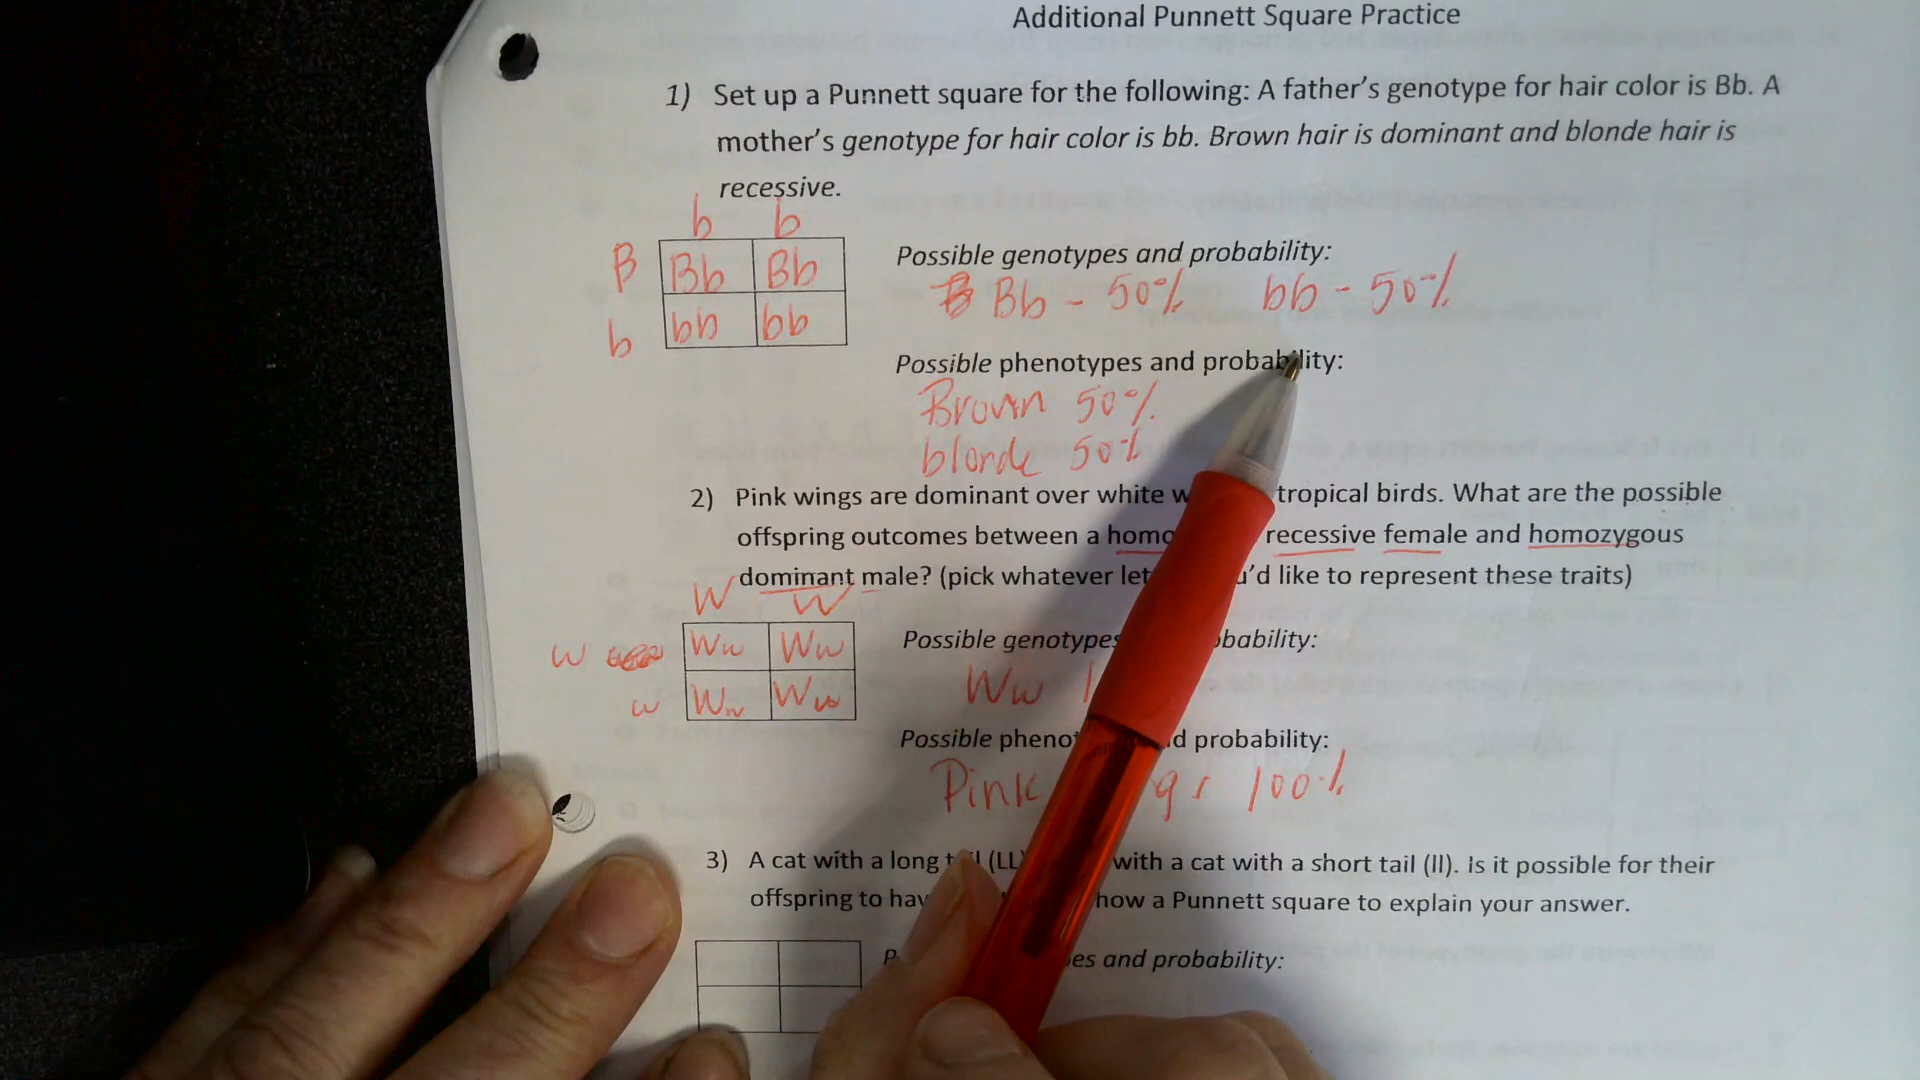 Additional Punnett Square Practice
1) Set up a Punnett square for the following: A father's genotype for hair color is Bb. A
mother's genotype for hair color is bb. Brown hair is dominant and blonde hair is
recessive.
b b
B Bb Bb
b bb bb
Possible genotypes and probability:
Bb - 50% bb - 50%
Possible phenotypes and probability:
Brown 50%
blonde 50%
2) Pink wings are dominant over white tropical birds. What are the possible
offspring outcomes between a recessive female and homozygous
dominant male? (pick whatever like to represent these traits)
W W
w Ww Ww
w Ww Ww
Possible genotypes probability:
Ww
Possible probability:
Pink 100%
3) A cat with a long (LL) with a cat with a short tail (ll). Is it possible for their
offspring to a Punnett square to explain your answer.
and probability: